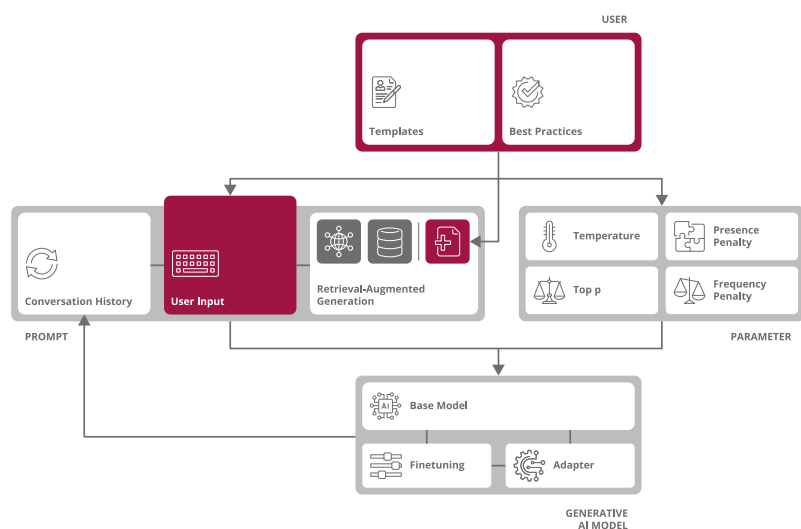 USER
Templates
Best Practices
Conversation History
User Input
Retrieval-Augmented
Generation
PROMPT
Temperature
Presence
Penalty
Top p
Frequency
Penalty
PARAMETER
AI
Base Model
Finetuning
Adapter
GENERATIVE
AI MODEL